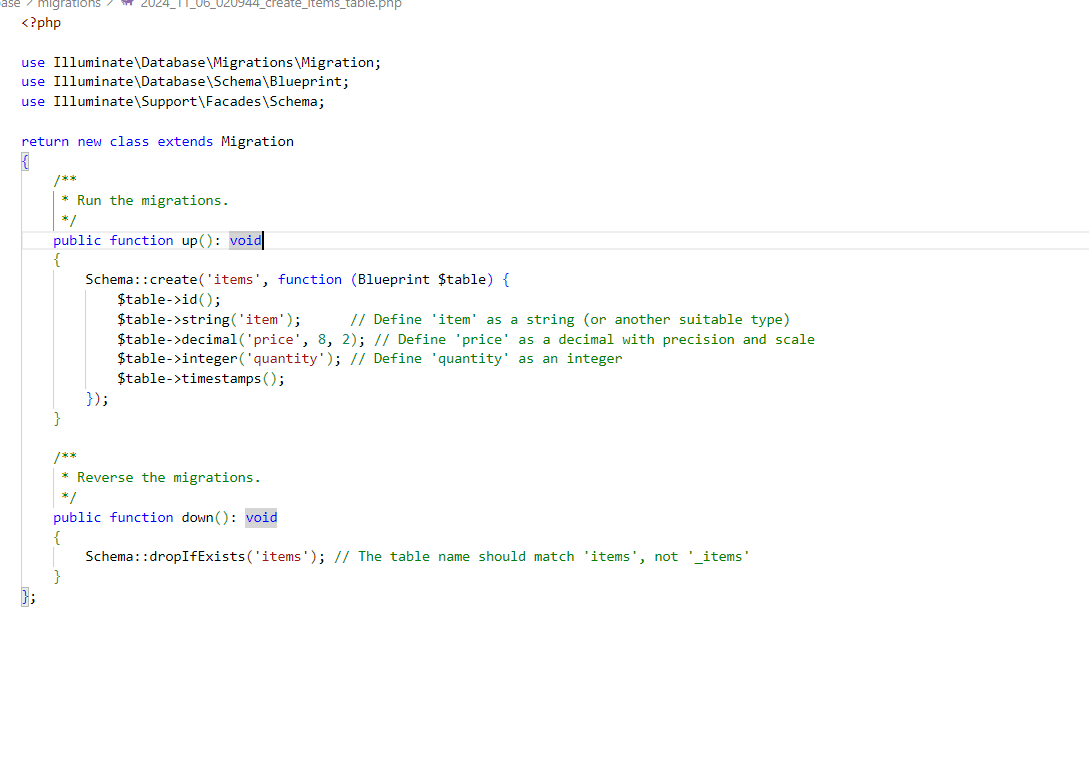 ase > migrations > 2024_11_06_020944_create_items_table.php
<?php
use Illuminate\Database\Migrations\Migration;
use Illuminate\Database\Schema\Blueprint;
use Illuminate\Support\Facades\Schema;
return new class extends Migration
{
/**
* Run the migrations.
*/
public function up(): void
{
Schema::create('items', function (Blueprint $table) {
$table->id();
$table->string('item');      // Define 'item' as a string (or another suitable type)
$table->decimal('price', 8, 2); // Define 'price' as a decimal with precision and scale
$table->integer('quantity'); // Define 'quantity' as an integer
$table->timestamps();
});
}
/**
* Reverse the migrations.
*/
public function down(): void
{
Schema::dropIfExists('items'); // The table name should match 'items', not '_items'
}
};